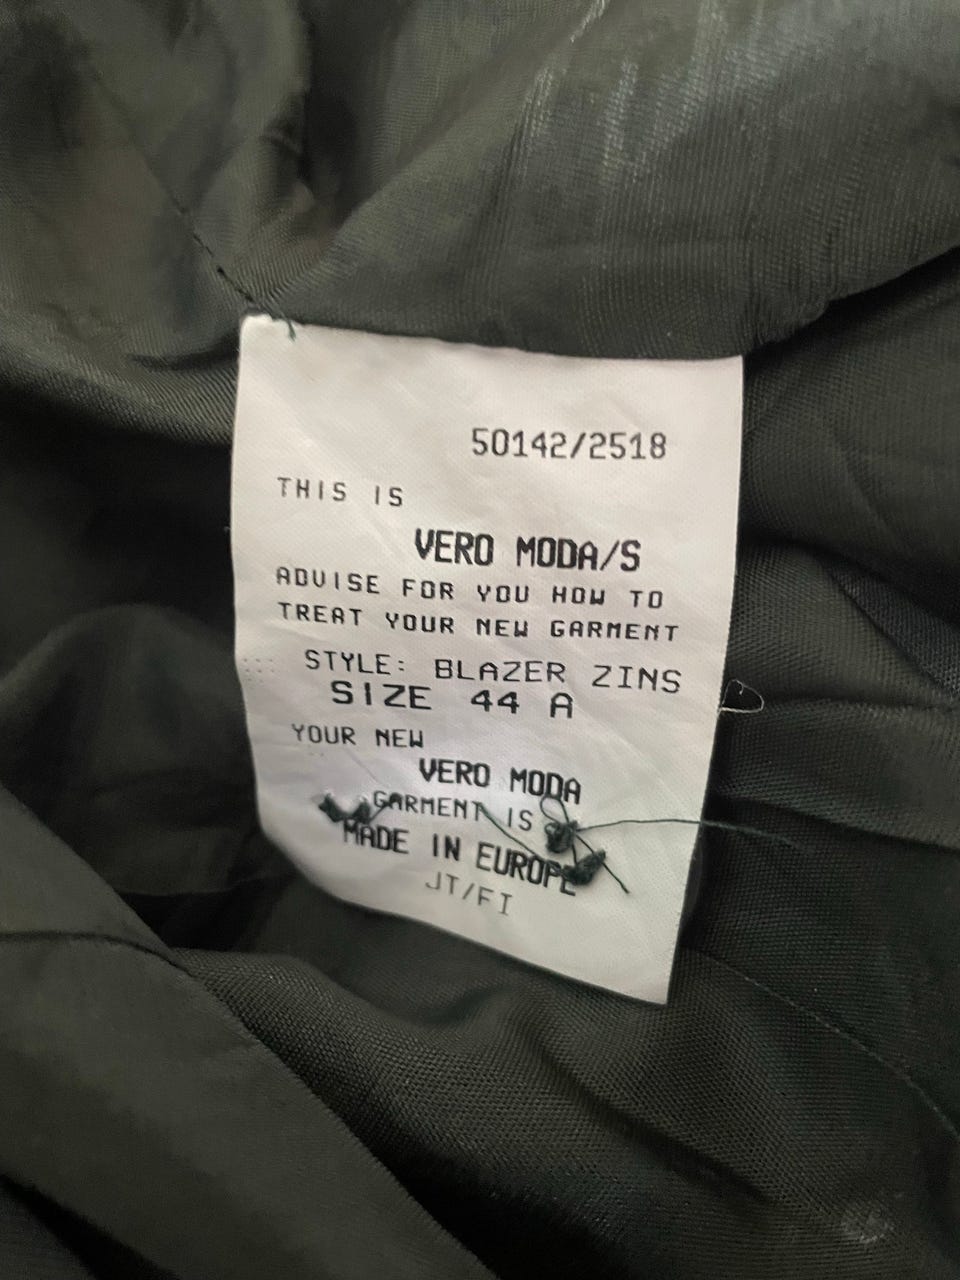 50142/2518
THIS IS
VERO MODA/S
ADVISE FOR YOU HOW TO
TREAT YOUR NEW GARMENT
STYLE: BLAZER ZINS
SIZE 44 A
YOUR NEW
VERO MODA
GARMENT IS
MADE IN EUROPE
JT/FI